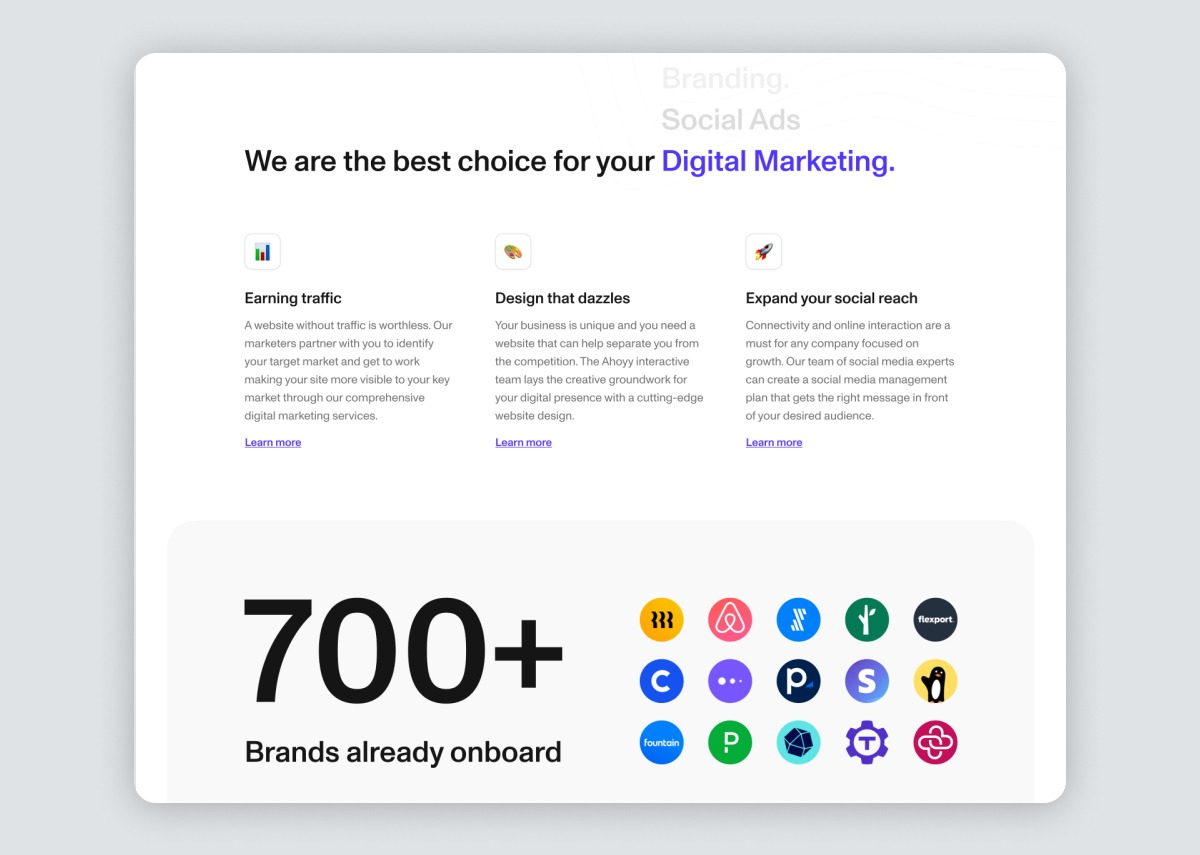 Branding.
Social Ads
We are the best choice for your Digital Marketing.
Earning traffic
A website without traffic is worthless. Our
marketers partner with you to identify
your target market and get to work
making your site more visible to your key
market through our comprehensive
digital marketing services.
Learn more
Design that dazzles
Your business is unique and you need a
website that can help separate you from
the competition. The Ahoyy interactive
team lays the creative groundwork for
your digital presence with a cutting-edge
website design.
Learn more
Expand your social reach
Connectivity and online interaction are a
must for any company focused on
growth. Our team of social media experts
can create a social media management
plan that gets the right message in front
of your desired audience.
Learn more
700+
Brands already onboard
flexport.
C
p
S
fountain
P
T